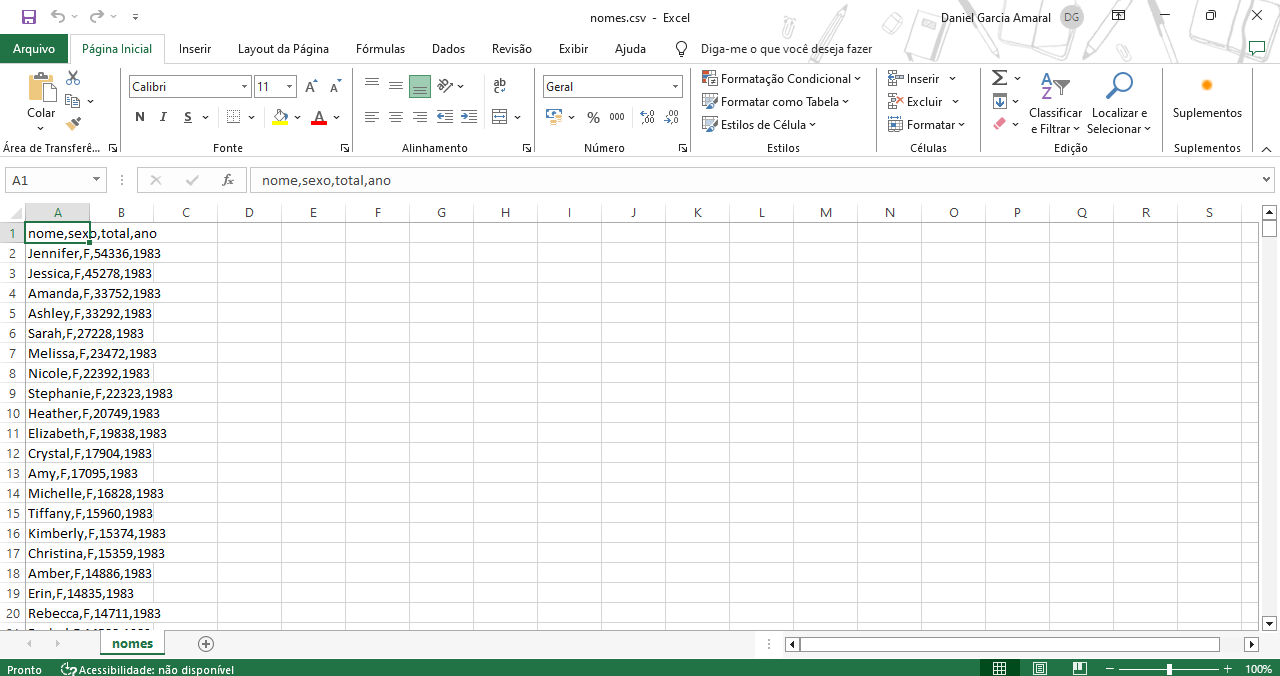 nomes.csv - Excel
Daniel García Amaral DG
Arquivo Página Inicial Inserir Layout da Página Fórmulas Dados Revisão Exibir Ajuda Diga-me o que você deseja fazer
Colar
Área de Transferê...
Calibri 11 A A
N I S A
Fonte
ab c
Alinhamento
Geral
% 000 ,00 ,00
Número
Formatação Condicional
Formatar como Tabela
Estilos de Célula
Estilos
Inserir
Excluir
Formatar
Células
Σ
Classificar e Filtrar
Localizar e Selecionar
Edição
Suplementos
Suplementos
A1 fx nome,sexo,total,ano
A B C D E F G H I J K L M N O P Q R S
1 nome,sexo,total,ano
2 Jennifer,F,54336,1983
3 Jessica,F,45278,1983
4 Amanda,F,33752,1983
5 Ashley,F,33292,1983
6 Sarah,F,27228,1983
7 Melissa,F,23472,1983
8 Nicole,F,22392,1983
9 Stephanie,F,22323,1983
10 Heather,F,20749,1983
11 Elizabeth,F,19838,1983
12 Crystal,F,17904,1983
13 Amy,F,17095,1983
14 Michelle,F,16828,1983
15 Tiffany,F,15960,1983
16 Kimberly,F,15374,1983
17 Christina,F,15359,1983
18 Amber,F,14886,1983
19 Erin,F,14835,1983
20 Rebecca,F,14711,1983
nomes
Pronto Acessibilidade: não disponível 100%